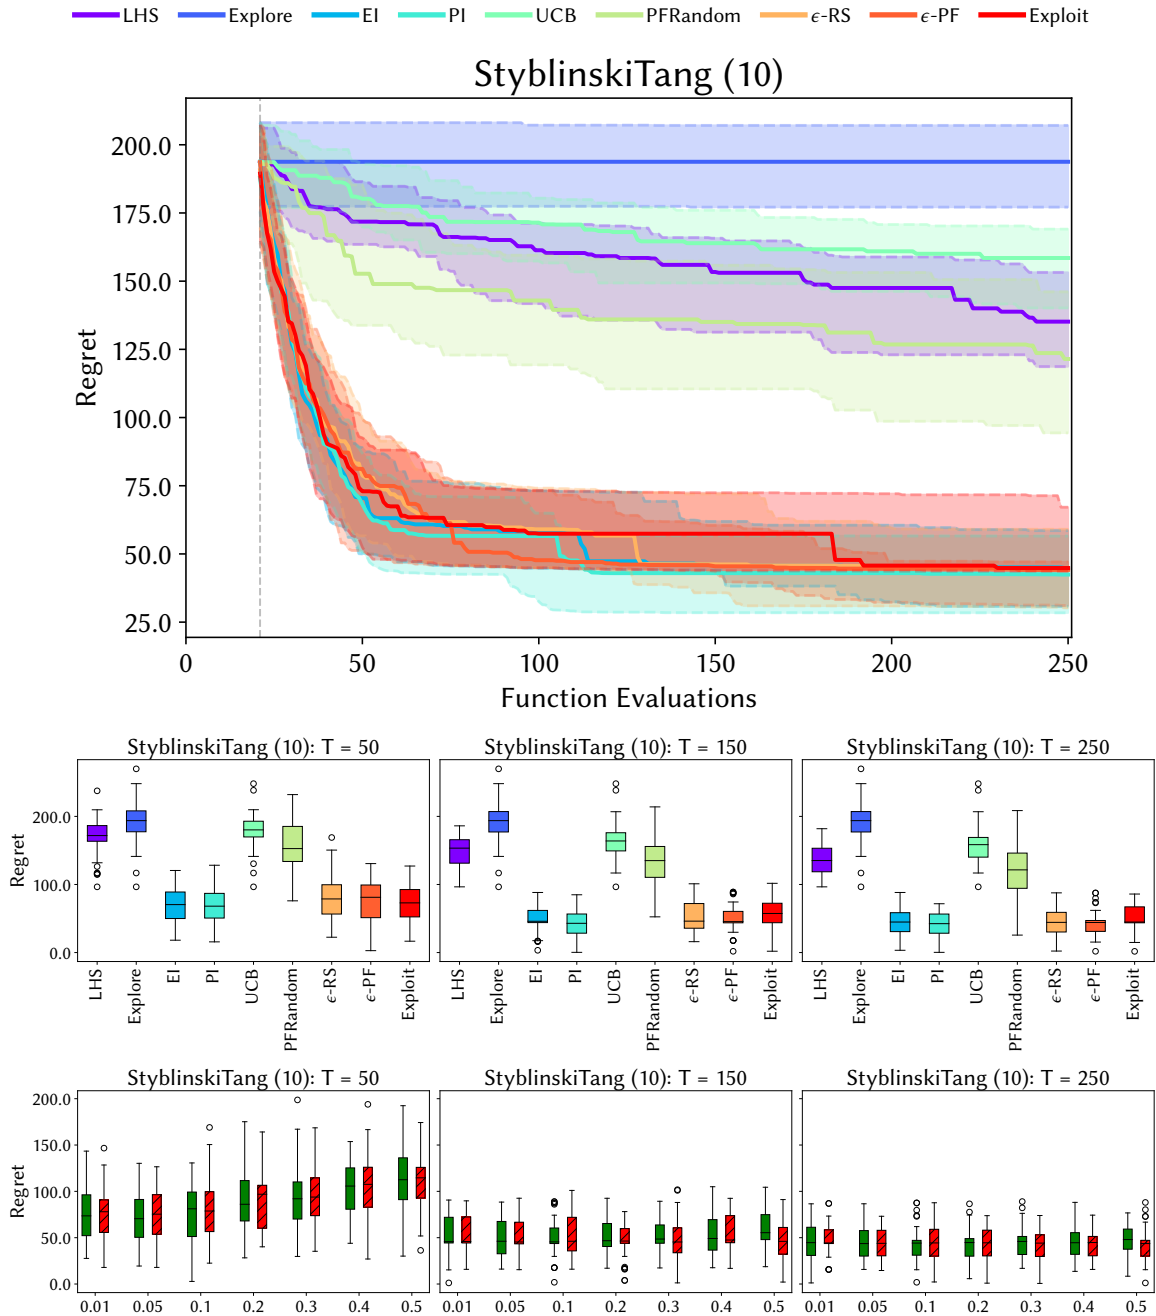 LHS Explore EI PI UCB PFRandom ϵ-RS ϵ-PF Exploit
StyblinskiTang (10)
Regret
200.0
175.0
150.0
125.0
100.0
75.0
50.0
25.0
0 50 100 150 200 250
Function Evaluations
StyblinskiTang (10): T = 50 StyblinskiTang (10): T = 150 StyblinskiTang (10): T = 250
Regret
200.0
100.0
0.0
LHS Explore EI PI UCB PFRandom ϵ-RS ϵ-PF Exploit LHS Explore EI PI UCB PFRandom ϵ-RS ϵ-PF Exploit LHS Explore EI PI UCB PFRandom ϵ-RS ϵ-PF Exploit
StyblinskiTang (10): T = 50 StyblinskiTang (10): T = 150 StyblinskiTang (10): T = 250
Regret
200.0
150.0
100.0
50.0
0.0
0.01 0.05 0.1 0.2 0.3 0.4 0.5 0.01 0.05 0.1 0.2 0.3 0.4 0.5 0.01 0.05 0.1 0.2 0.3 0.4 0.5